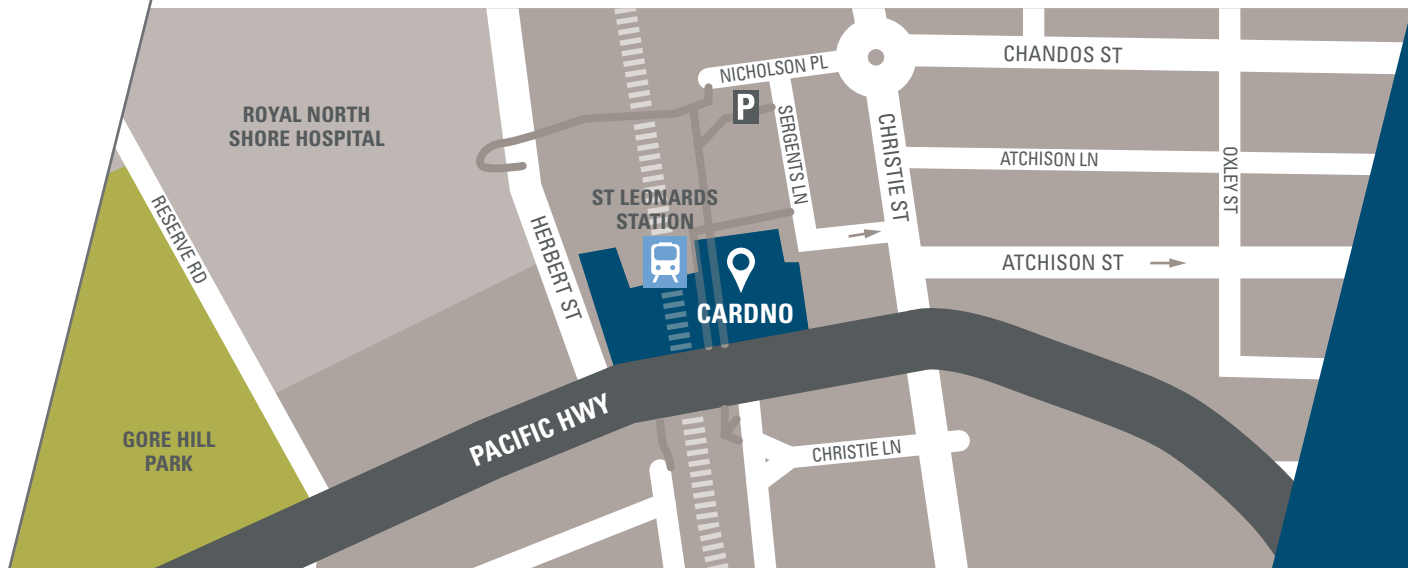 CHANDOS ST
NICHOLSON PL
P
ROYAL NORTH
SHORE HOSPITAL
SERGENTS LN
CHRISTIE ST
ATCHISON LN
OXLEY ST
ST LEONARDS
STATION
RESERVE RD
HERBERT ST
ATCHISON ST
CARDNO
PACIFIC HWY
GORE HILL
PARK
CHRISTIE LN